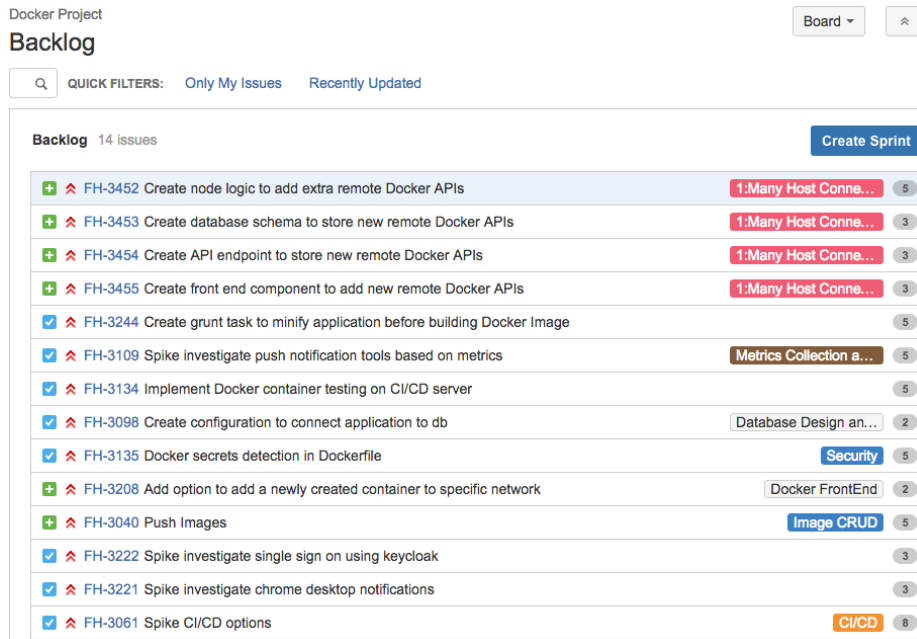 Docker Project
Board
Backlog
QUICK FILTERS: Only My Issues Recently Updated
Backlog 14 issues
Create Sprint
FH-3452 Create node logic to add extra remote Docker APIs 1:Many Host Conne... 5
FH-3453 Create database schema to store new remote Docker APIs 1:Many Host Conne... 3
FH-3454 Create API endpoint to store new remote Docker APIs 1:Many Host Conne... 3
FH-3455 Create front end component to add new remote Docker APIs 1:Many Host Conne... 3
FH-3244 Create grunt task to minify application before building Docker Image 5
FH-3109 Spike investigate push notification tools based on metrics Metrics Collection a... 5
FH-3134 Implement Docker container testing on CI/CD server 5
FH-3098 Create configuration to connect application to db Database Design an... 2
FH-3135 Docker secrets detection in Dockerfile Security 5
FH-3208 Add option to add a newly created container to specific network Docker FrontEnd 2
FH-3040 Push Images Image CRUD 5
FH-3222 Spike investigate single sign on using keycloak 3
FH-3221 Spike investigate chrome desktop notifications 3
FH-3061 Spike CI/CD options CI/CD 8